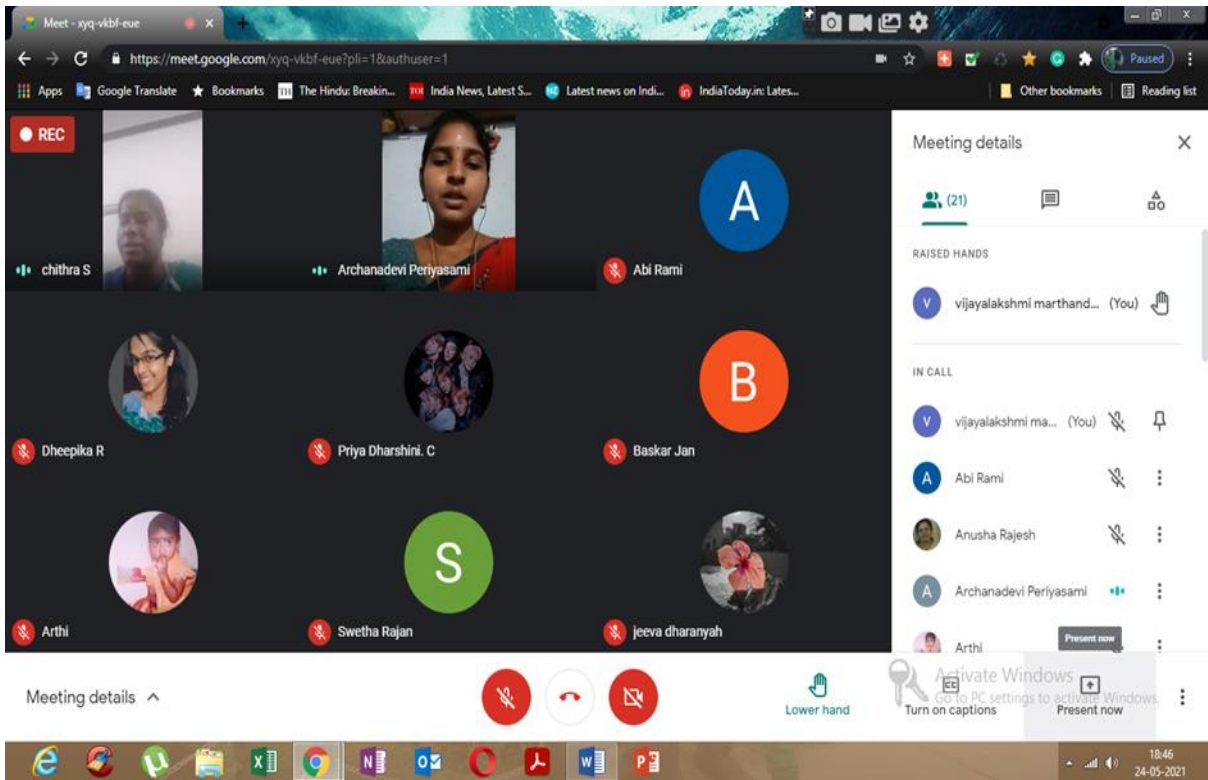 Meet - xyq-vkbf-eue
https://meet.google.com/xyq-vkbf-eue?pli=1&authuser=1
Paused
Apps Google Translate Bookmarks The Hindu: Breakin... India News, Latest S... Latest news on Indi... IndiaToday.in: Lates... Other bookmarks Reading list
REC
chithra S
Archanadevi Periyasami
A
Abi Rami
Dheepika R
Priya Dharshini. C
B
Baskar Jan
Arthi
S
Swetha Rajan
jeeva dharanyah
Meeting details
(21)
RAISED HANDS
V vijayalakshmi marthand... (You)
IN CALL
V vijayalakshmi ma... (You)
A Abi Rami
Anusha Rajesh
A Archanadevi Periyasami
Arthi
Present now
Meeting details
Lower hand
Turn on captions
Present now
Activate Windows
Go to PC settings to activate Windows.
18:46
24-05-2021